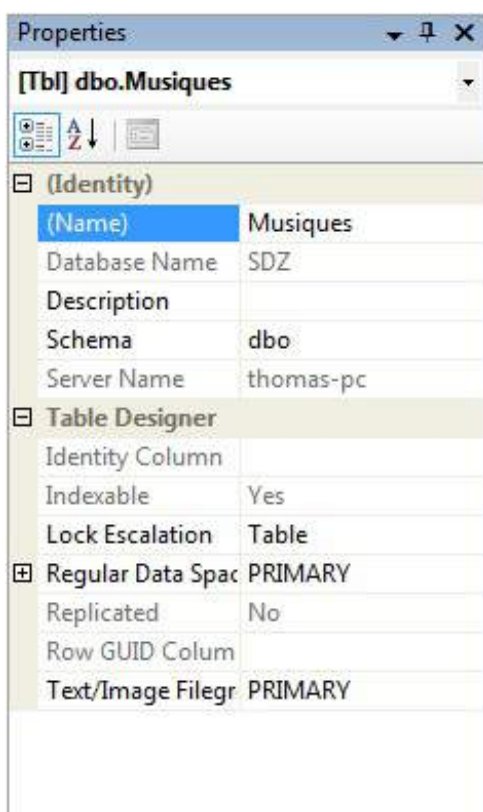 Properties
[Tbl] dbo.Musiques
(Identity)
(Name) Musiques
Database Name SDZ
Description
Schema dbo
Server Name thomas-pc
Table Designer
Identity Column
Indexable Yes
Lock Escalation Table
Regular Data Spac PRIMARY
Replicated No
Row GUID Colum
Text/Image Filegr PRIMARY